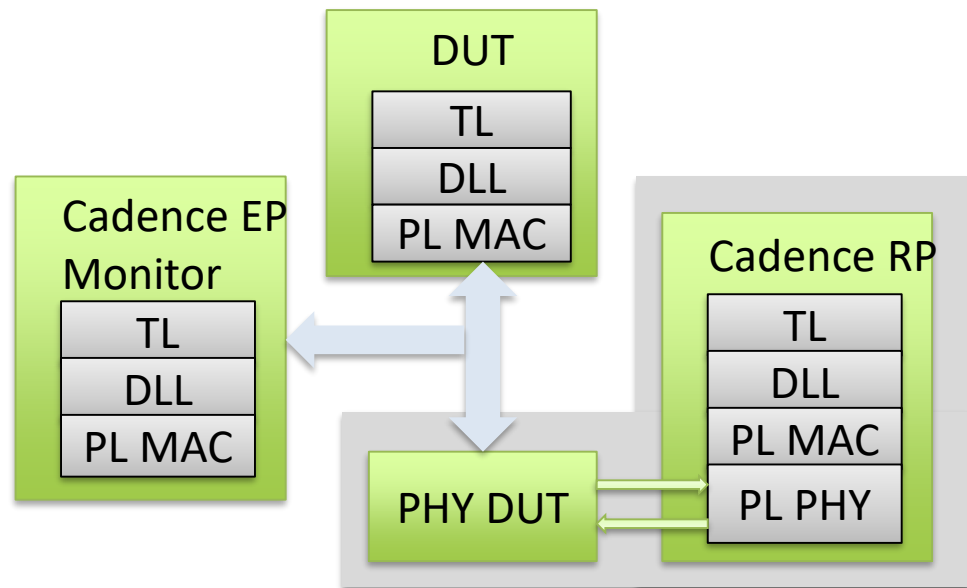 DUT
TL
DLL
PL MAC
Cadence EP
Monitor
TL
DLL
PL MAC
Cadence RP
TL
DLL
PL MAC
PL PHY
PHY DUT